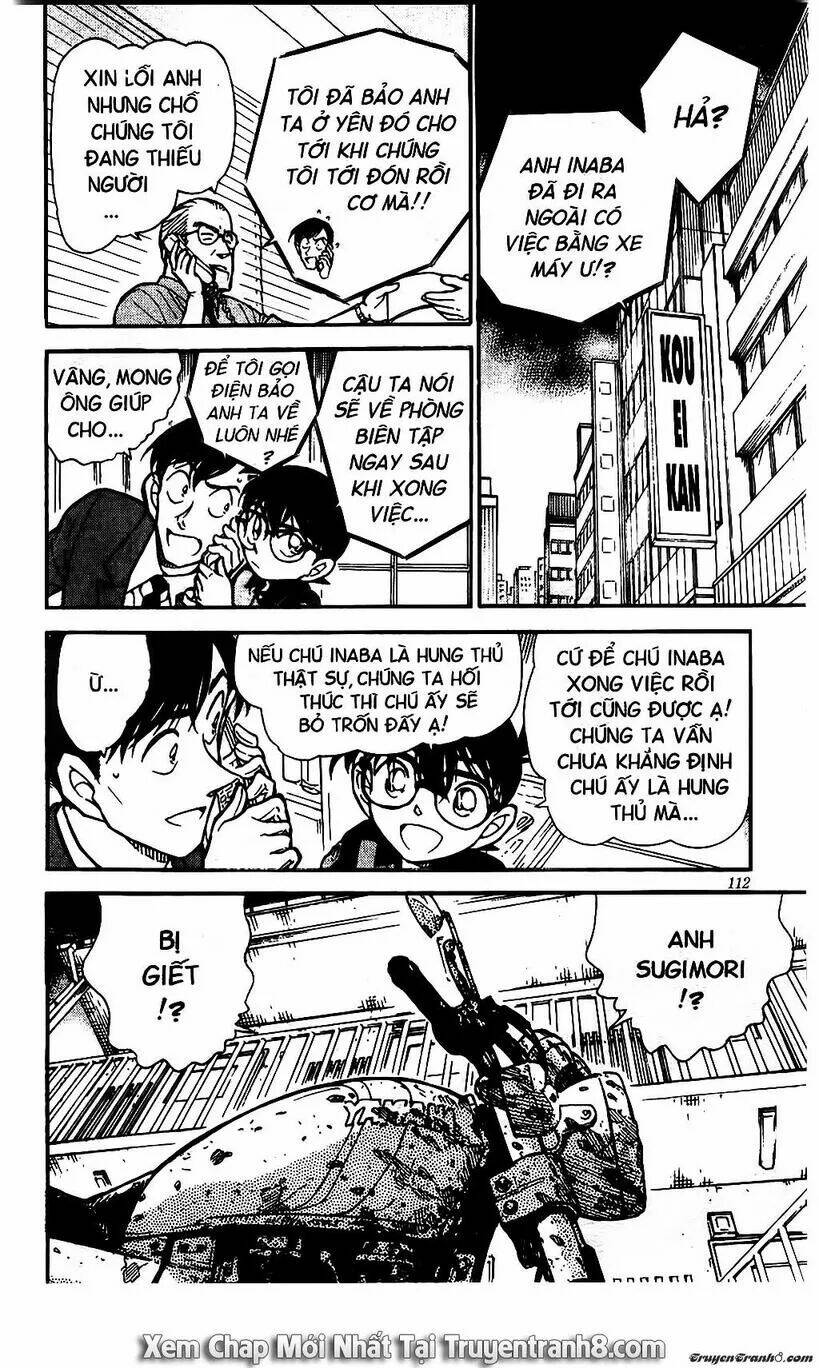 HẢ?
ANH INABA
ĐÃ ĐI RA
NGOÀI CÓ
VIỆC BẰNG XE
MÁY Ư!?
KOU
EI
KAN
TÔI ĐÃ BẢO ANH
TA Ở YÊN ĐÓ CHO
TỚI KHI CHÚNG
TÔI TỚI ĐÓN RỒI
CƠ MÀ!!
XIN LỖI ANH
NHƯNG CHỖ
CHÚNG TÔI
ĐANG THIẾU
NGƯỜI
...
CẬU TA NÓI
SẼ VỀ PHÒNG
BIÊN TẬP
NGAY SAU
KHI XONG
VIỆC...
ĐỂ TÔI GỌI
ĐIỆN BẢO
ANH TA VỀ
LUÔN NHÉ
?
VÂNG, MONG
ÔNG GIÚP
CHO...
CỨ ĐỂ CHÚ INABA
XONG VIỆC RỒI
TỚI CŨNG ĐƯỢC Ạ!
CHÚNG TA VẪN
CHƯA KHẲNG ĐỊNH
CHÚ ẤY LÀ HUNG
THỦ MÀ...
NẾU CHÚ INABA LÀ HUNG THỦ
THẬT SỰ, CHÚNG TA HỐI
THÚC THÌ CHÚ ẤY SẼ
BỎ TRỐN ĐẤY Ạ!
Ừ...
112
ANH
SUGIMORI
!?
BỊ
GIẾT
!?
Xem Chap Mới Nhất Tại Truyentranh8.com
TruyenTranh8.com